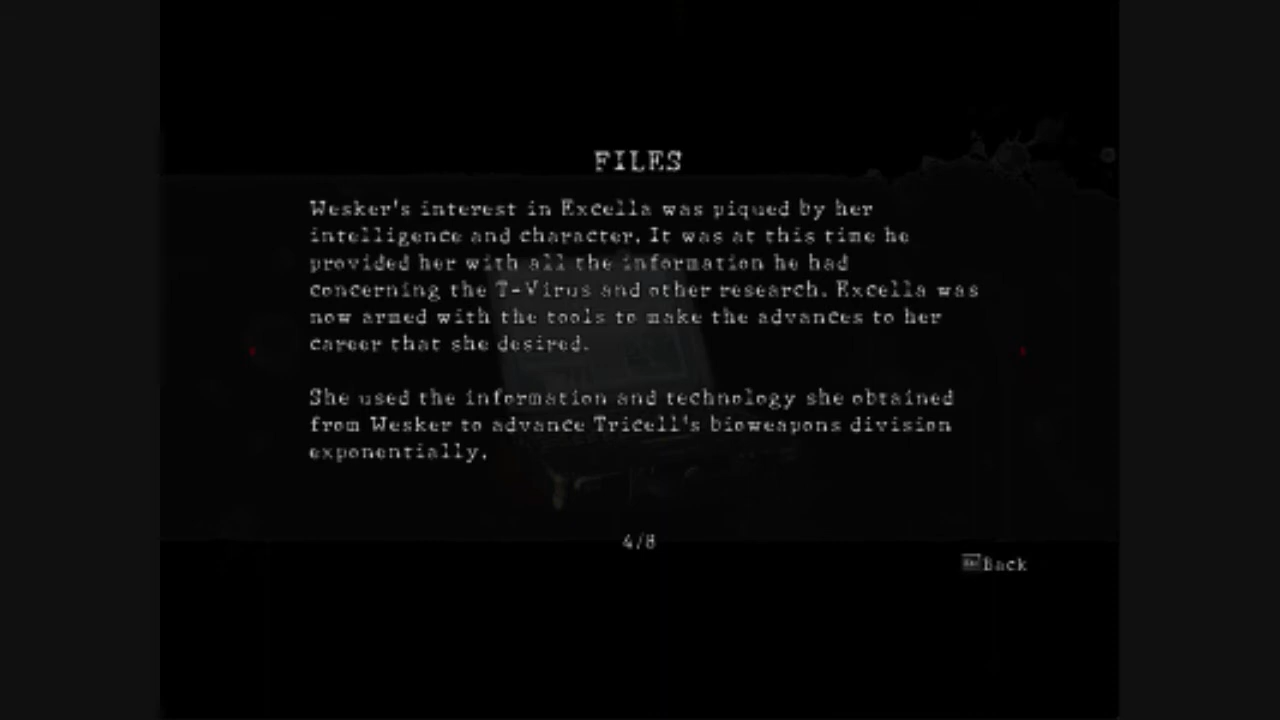 FILES
Wesker's interest in Excella was piqued by her
intelligence and character. It was at this time he
provided her with all the information he had
concerning the T-Virus and other research. Excella was
now armed with the tools to make the advances to her
career that she desired.
She used the information and technology she obtained
from Wesker to advance Tricell's bioweapons division
exponentially.
4/8
Back